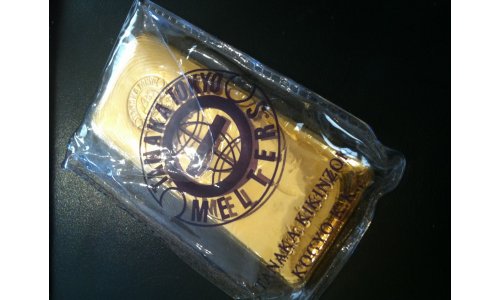 TANAKA TOKYO
MELTERS
TANAKA KIKINZOKU
KOGYO K.K.